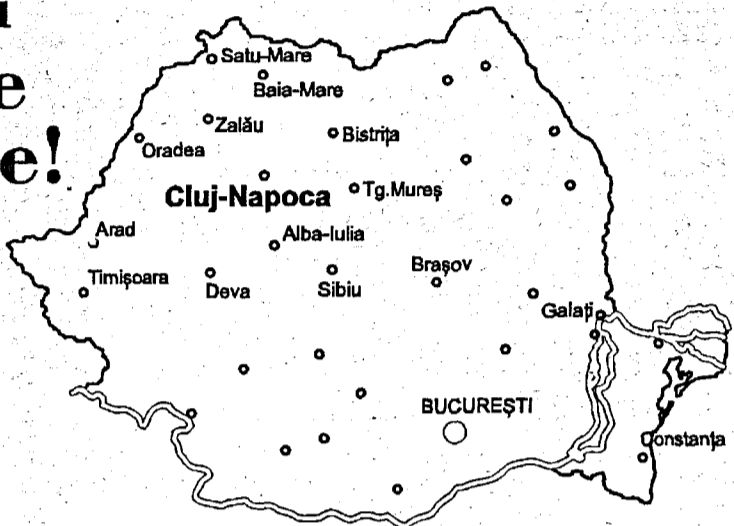 e
e!
Satu-Mare
Baia-Mare
Zalău
Bistrița
Oradea
Cluj-Napoca
Tg.Mureș
Arad
Alba-Iulia
Timișoara
Deva
Sibiu
Brașov
Galați
BUCUREȘTI
Constanța